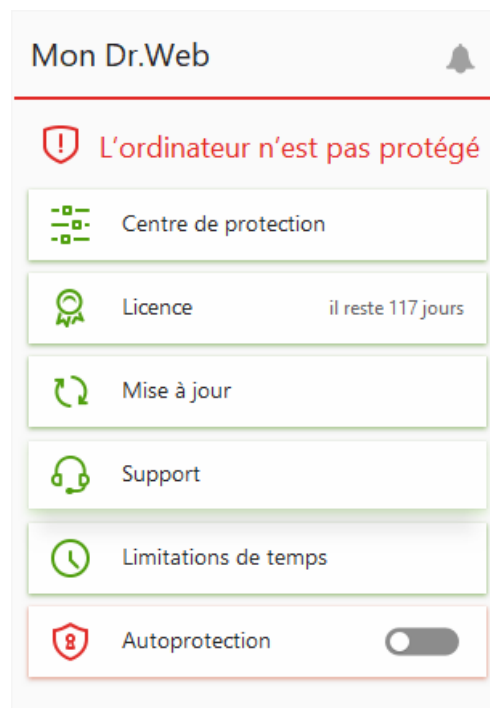 Mon Dr.Web
L'ordinateur n'est pas protégé
Centre de protection
Licence il reste 117 jours
Mise à jour
Support
Limitations de temps
Autoprotection